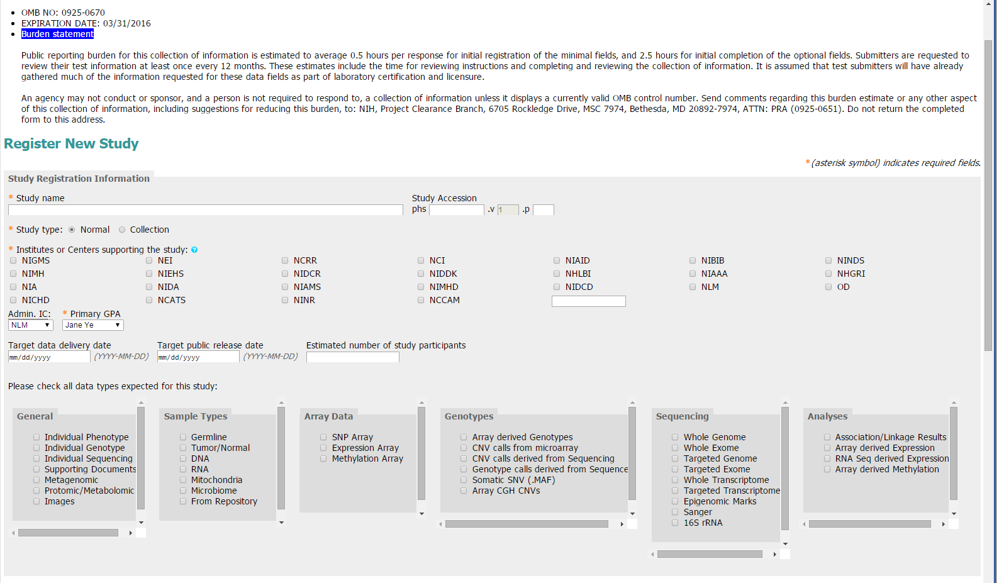 OMB NO: 0925-0670
EXPIRATION DATE: 03/31/2016
Burden statement
Public reporting burden for this collection of information is estimated to average 0.5 hours per response for initial registration of the minimal fields, and 2.5 hours for initial completion of the optional fields. Submitters are requested to
review their test information at least once every 12 months. These estimates include the time for reviewing instructions and completing and reviewing the collection of information. It is assumed that test submitters will have already
gathered much of the information requested for these data fields as part of laboratory certification and licensure.
An agency may not conduct or sponsor, and a person is not required to respond to, a collection of information unless it displays a currently valid OMB control number. Send comments regarding this burden estimate or any other aspect
of this collection of information, including suggestions for reducing this burden, to: NIH, Project Clearance Branch, 6705 Rockledge Drive, MSC 7974, Bethesda, MD 20892-7974, ATTN: PRA (0925-0651). Do not return the completed
form to this address.
Register New Study
*(asterisk symbol) indicates required fields.
Study Registration Information
* Study name Study Accession
phs .v 1 .p
* Study type: Normal Collection
* Institutes or Centers supporting the study: ?
NIGMS NEI NCRR NCI NIAID NIBIB NINDS
NIMH NIEHS NIDCR NIDDK NHLBI NIAAA NHGRI
NIA NIDA NIAMS NIMHD NIDCD NLM OD
NICHD NCATS NINR NCCAM
Admin. IC: * Primary GPA
NLM Jane Ye
Target data delivery date Target public release date Estimated number of study participants
mm/dd/yyyy (YYYY-MM-DD) mm/dd/yyyy (YYYY-MM-DD)
Please check all data types expected for this study:
General
Individual Phenotype
Individual Genotype
Individual Sequencing
Supporting Documents
Metagenomic
Protomic/Metabolomic
Images
Sample Types
Germline
Tumor/Normal
DNA
RNA
Mitochondria
Microbiome
From Repository
Array Data
SNP Array
Expression Array
Methylation Array
Genotypes
Array derived Genotypes
CNV calls from microarray
CNV calls derived from Sequencing
Genotype calls derived from Sequence
Somatic SNV (.MAF)
Array CGH CNVs
Sequencing
Whole Genome
Whole Exome
Targeted Genome
Targeted Exome
Whole Transcriptome
Targeted Transcriptome
Epigenomic Marks
Sanger
16S rRNA
Analyses
Association/Linkage Results
Array derived Expression
RNA Seq derived Expression
Array derived Methylation